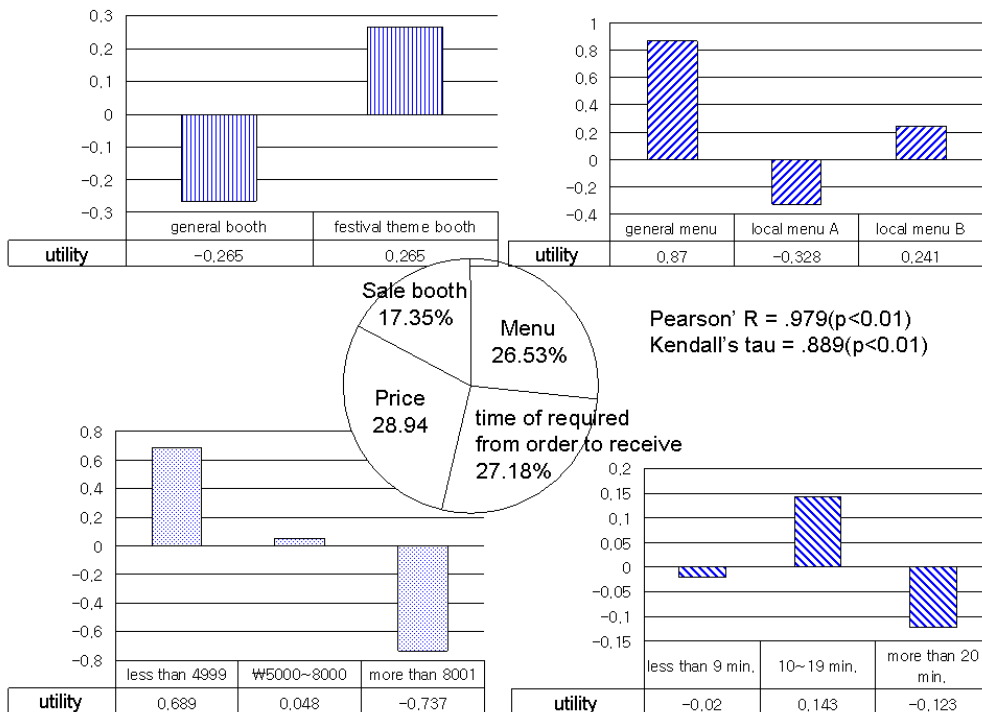 0.3
0.2
0.1
0
-0.1
-0.2
-0.3
general booth festival theme booth
utility -0.265 0.265
1
0.8
0.6
0.4
0.2
0
-0.2
-0.4
general menu local menu A local menu B
utility 0.87 -0.328 0.241
Sale booth
17.35%
Menu
26.53%
Price
28.94
time of required
from order to receive
27.18%
Pearson' R = .979(p<0.01)
Kendall's tau = .889(p<0.01)
0.8
0.6
0.4
0.2
0
-0.2
-0.4
-0.6
-0.8
less than 4999 ₩5000~8000 more than 8001
utility 0.689 0.048 -0.737
0.2
0.15
0.1
0.05
0
-0.05
-0.1
-0.15
less than 9 min. 10~19 min. more than 20
min.
utility -0.02 0.143 -0.123